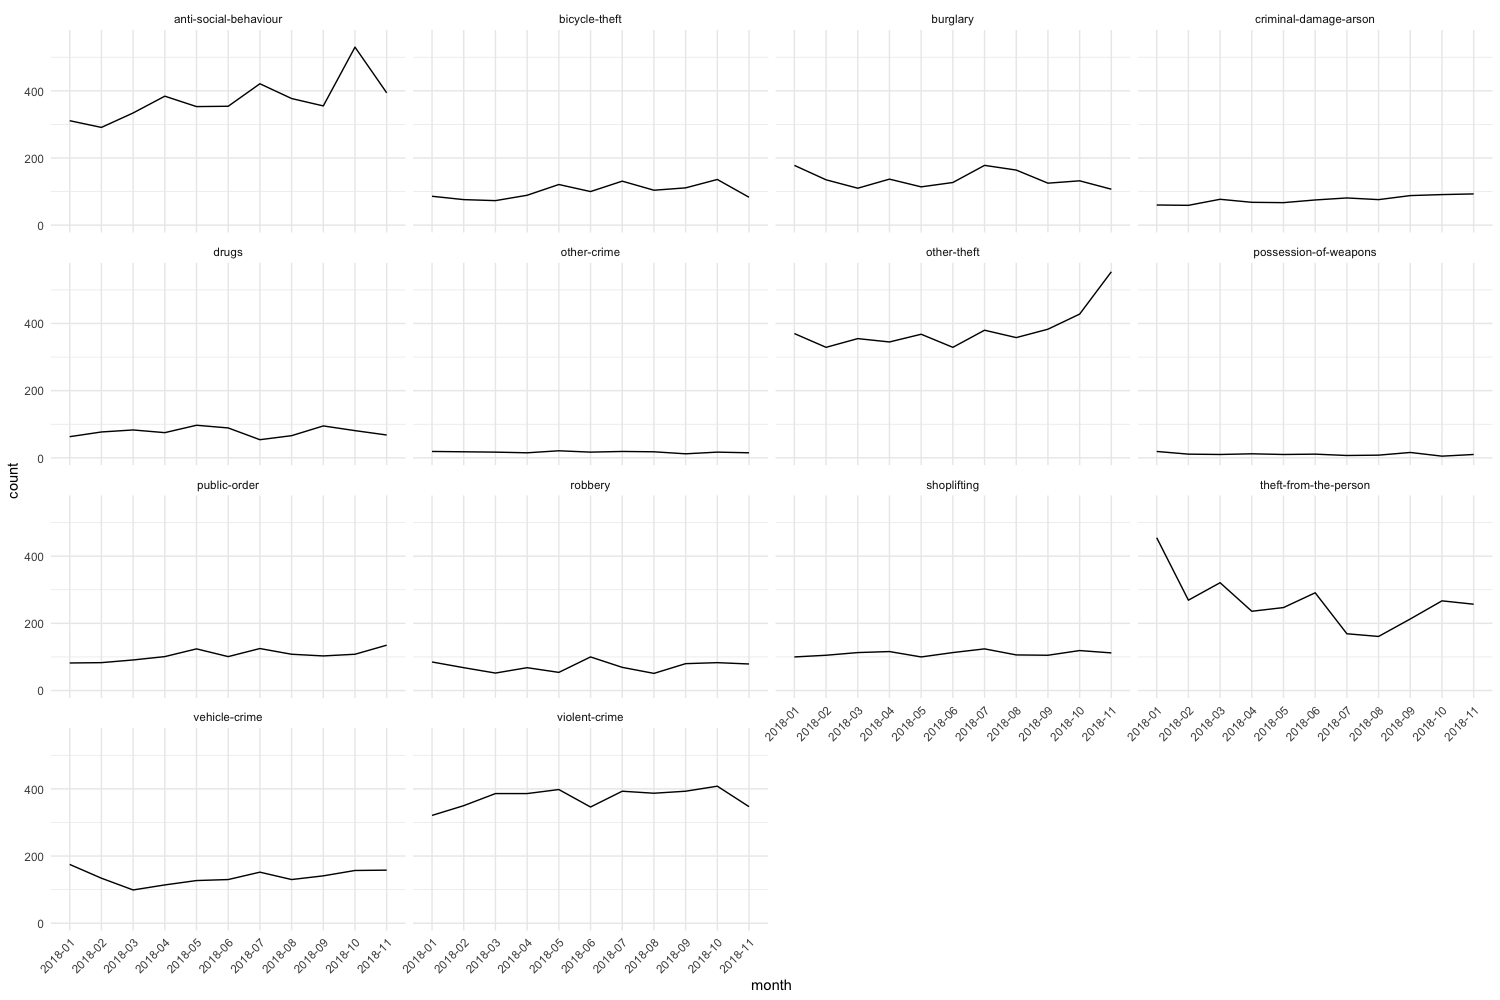 anti-social-behaviour bicycle-theft burglary criminal-damage-arson
400
200
0
drugs other-crime other-theft possession-of-weapons
400
200
0
public-order robbery shoplifting theft-from-the-person
400
200
0
2018-01 2018-02 2018-03 2018-04 2018-05 2018-06 2018-07 2018-08 2018-09 2018-10 2018-11 2018-01 2018-02 2018-03 2018-04 2018-05 2018-06 2018-07 2018-08 2018-09 2018-10 2018-11
vehicle-crime violent-crime
400
200
0
2018-01 2018-02 2018-03 2018-04 2018-05 2018-06 2018-07 2018-08 2018-09 2018-10 2018-11 2018-01 2018-02 2018-03 2018-04 2018-05 2018-06 2018-07 2018-08 2018-09 2018-10 2018-11
count
month